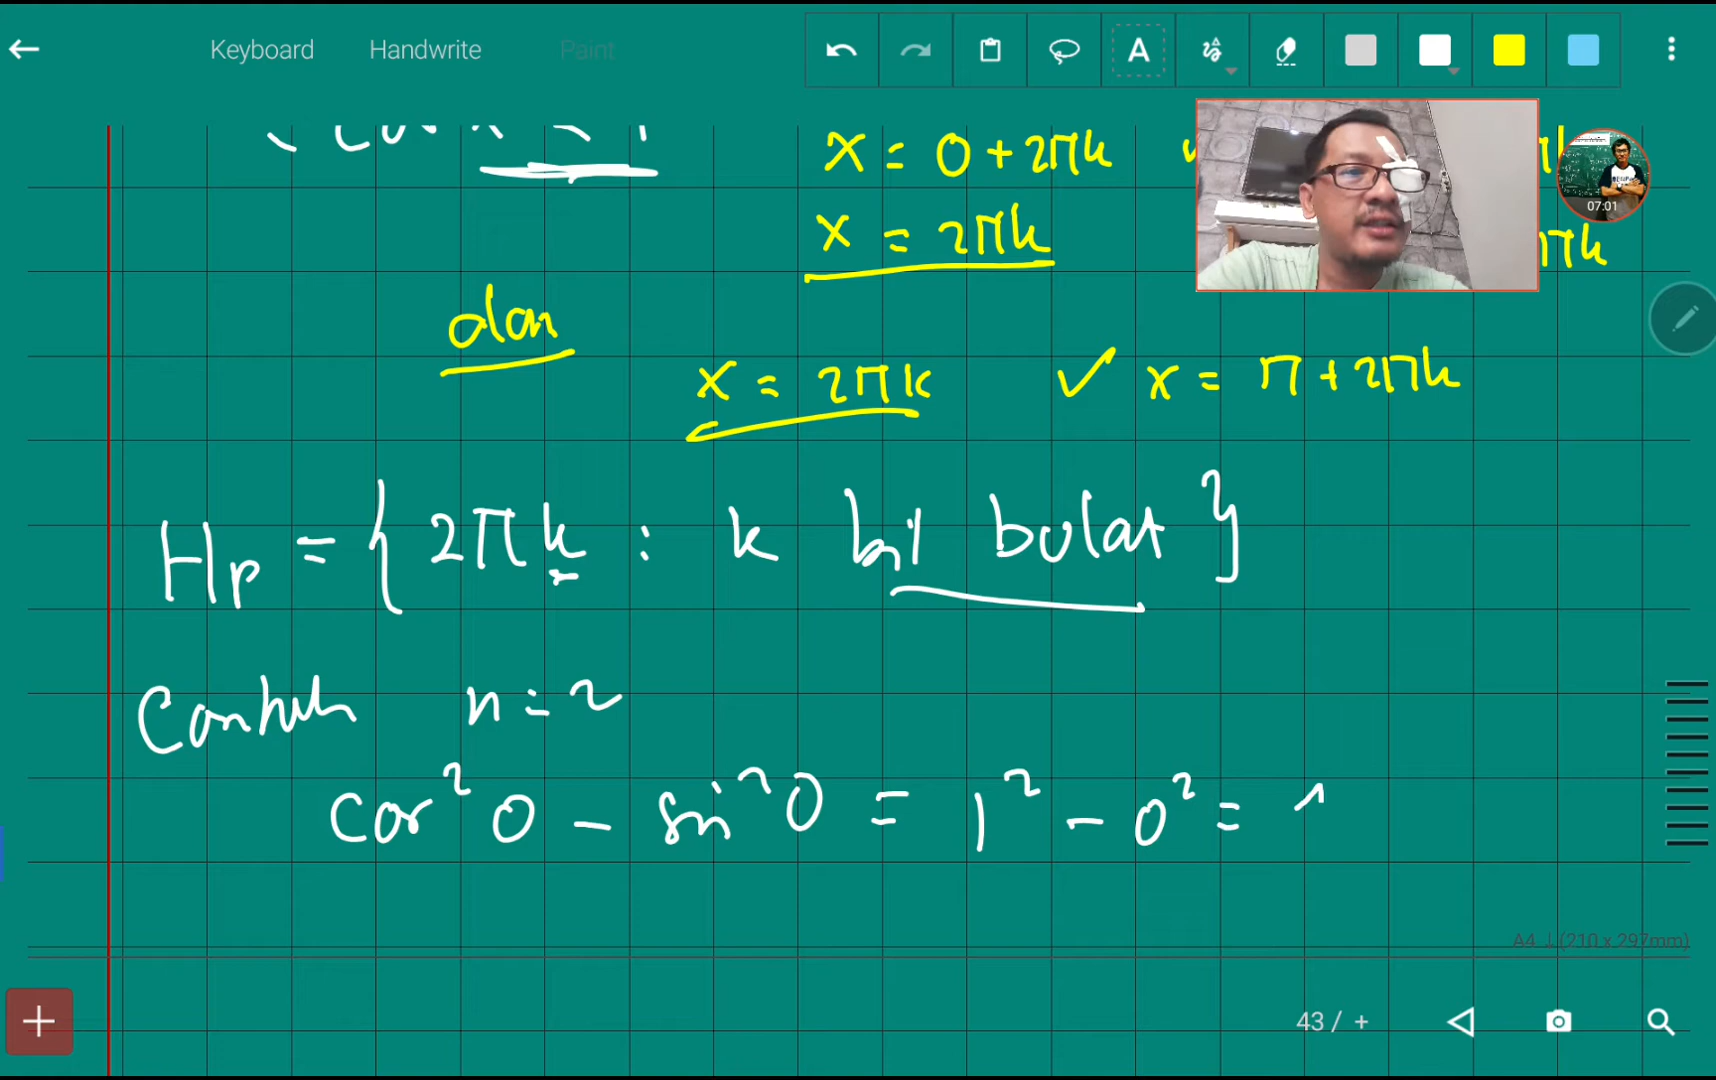 Keyboard Handwrite Paint A
x = 0 + 2πk
07:01
x = 2πk
πk
dan
x = 2πk ✓ x = π + 2πk
Hp = { 2πk : k bil bulat }
Contoh n = 2
cos² 0 - sin² 0 = 1² - 0² = 1
A4 ↓ (210 x 297mm)
43 / +